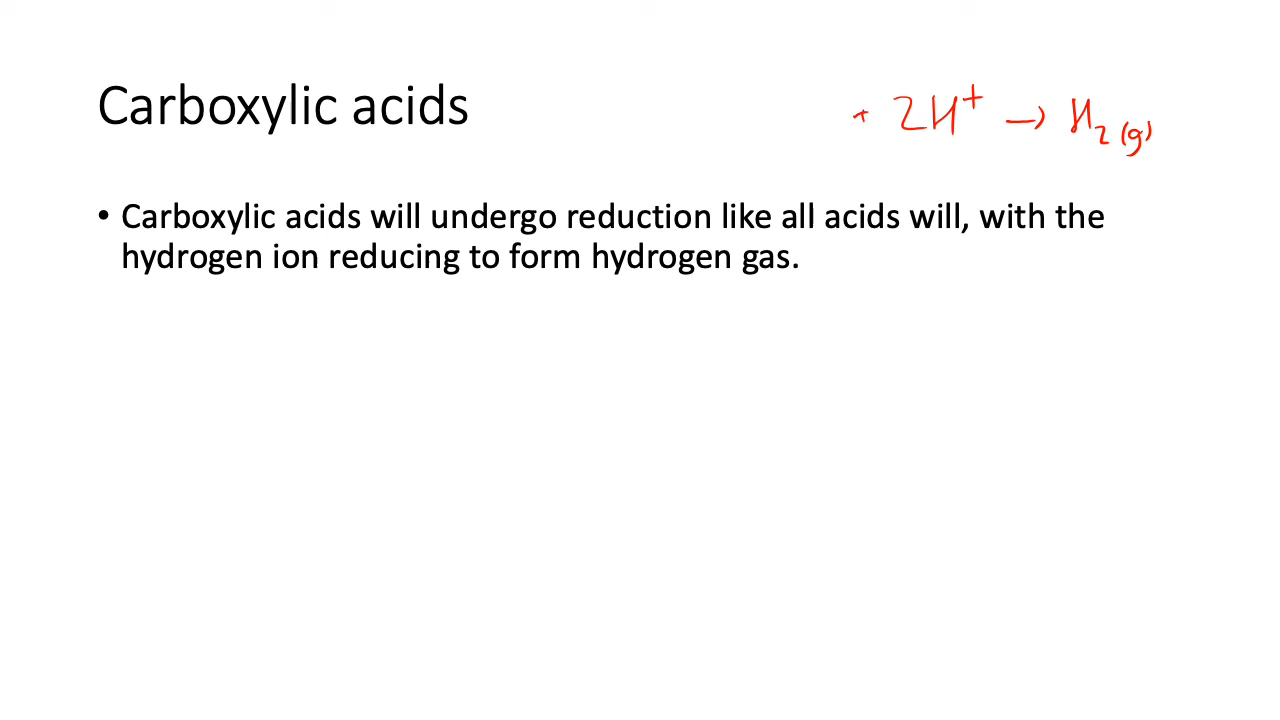 Carboxylic acids
+ 2H⁺ → H₂(g)
• Carboxylic acids will undergo reduction like all acids will, with the
hydrogen ion reducing to form hydrogen gas.